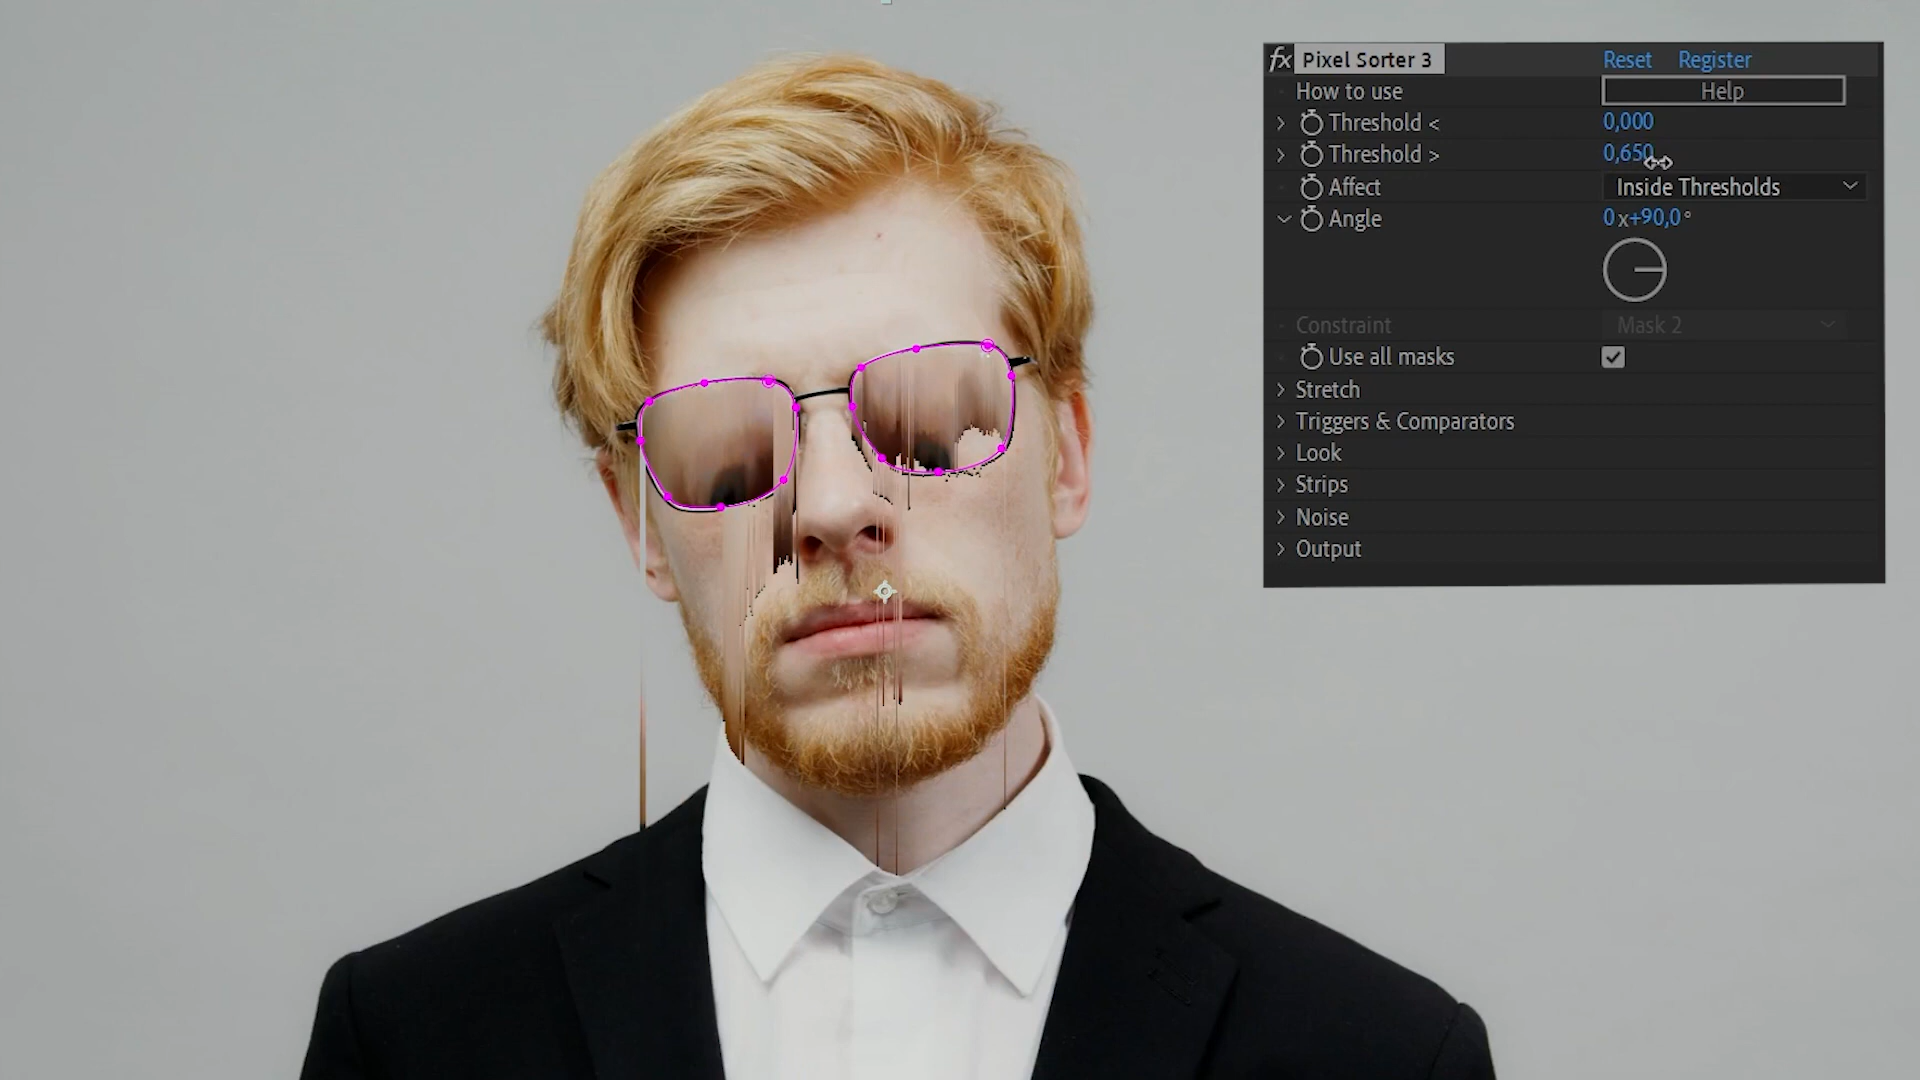 fx Pixel Sorter 3 Reset Register
How to use Help
Threshold < 0,000
Threshold > 0,650
Affect Inside Thresholds
Angle 0 x+90,0°
Constraint Mask 2
Use all masks
Stretch
Triggers & Comparators
Look
Strips
Noise
Output